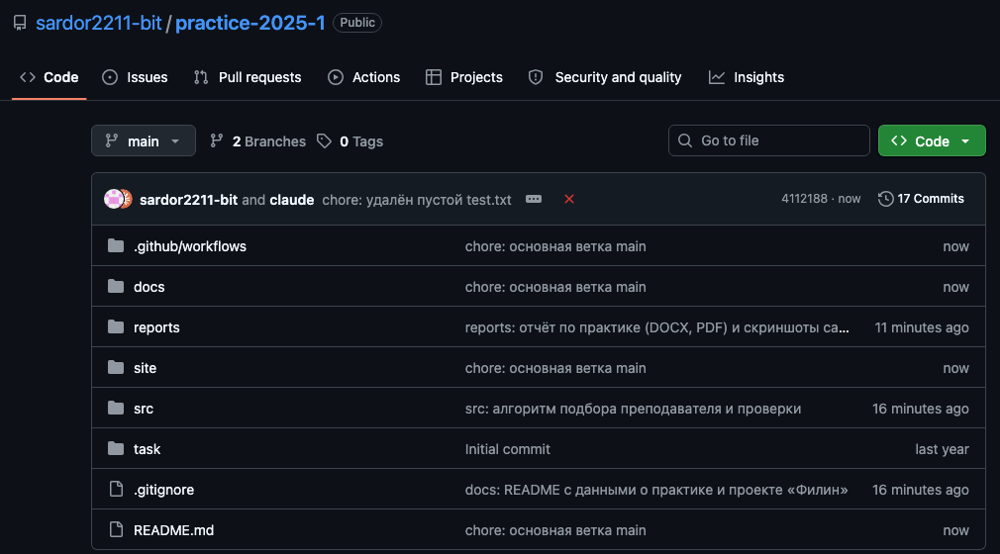 sardor2211-bit / practice-2025-1 Public
Code Issues Pull requests Actions Projects Security and quality Insights
main 2 Branches 0 Tags Go to file Code
sardor2211-bit and claude chore: удалён пустой test.txt 4112188 · now 17 Commits
.github/workflows chore: основная ветка main now
docs chore: основная ветка main now
reports reports: отчёт по практике (DOCX, PDF) и скриншоты са... 11 minutes ago
site chore: основная ветка main now
src src: алгоритм подбора преподавателя и проверки 16 minutes ago
task Initial commit last year
.gitignore docs: README с данными о практике и проекте «Филин» 16 minutes ago
README.md chore: основная ветка main now